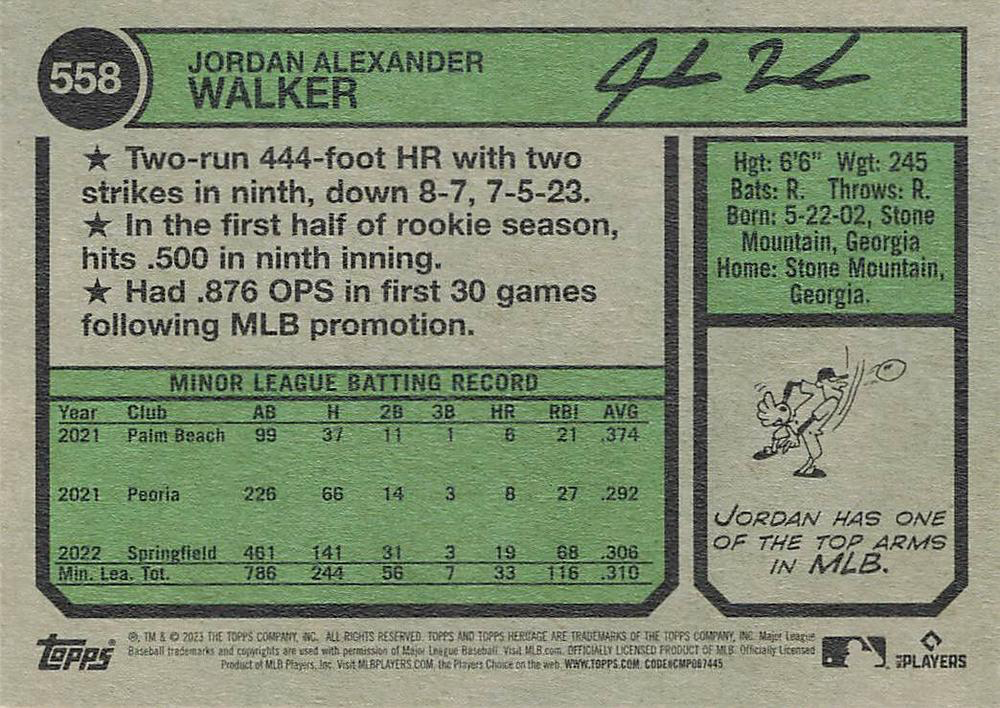 558
JORDAN ALEXANDER
WALKER
Jordan Walker
★ Two-run 444-foot HR with two
strikes in ninth, down 8-7, 7-5-23.
★ In the first half of rookie season,
hits .500 in ninth inning.
★ Had .876 OPS in first 30 games
following MLB promotion.
Hgt: 6'6" Wgt: 245
Bats: R. Throws: R.
Born: 5-22-02, Stone
Mountain, Georgia
Home: Stone Mountain,
Georgia.
MINOR LEAGUE BATTING RECORD
Year Club AB H 2B 3B HR RBI AVG
2021 Palm Beach 99 37 11 1 6 21 .374
2021 Peoria 226 66 14 3 8 27 .292
2022 Springfield 461 141 31 3 19 68 .306
Min. Lea. Tot. 786 244 56 7 33 116 .310
JORDAN HAS ONE
OF THE TOP ARMS
IN MLB.
Topps®
®, TM & © 2023 THE TOPPS COMPANY, INC. ALL RIGHTS RESERVED. TOPPS AND TOPPS HERITAGE ARE TRADEMARKS OF THE TOPPS COMPANY, INC. Major League
Baseball trademarks and copyrights are used with permission of Major League Baseball. Visit MLB.com. OFFICIALLY LICENSED PRODUCT OF MLB. Officially Licensed
Product of MLB Players, Inc. Visit MLBPLAYERS.COM, the Players Choice on the web. WWW.TOPPS.COM. CODE#CMP087445
MLB PLAYERS